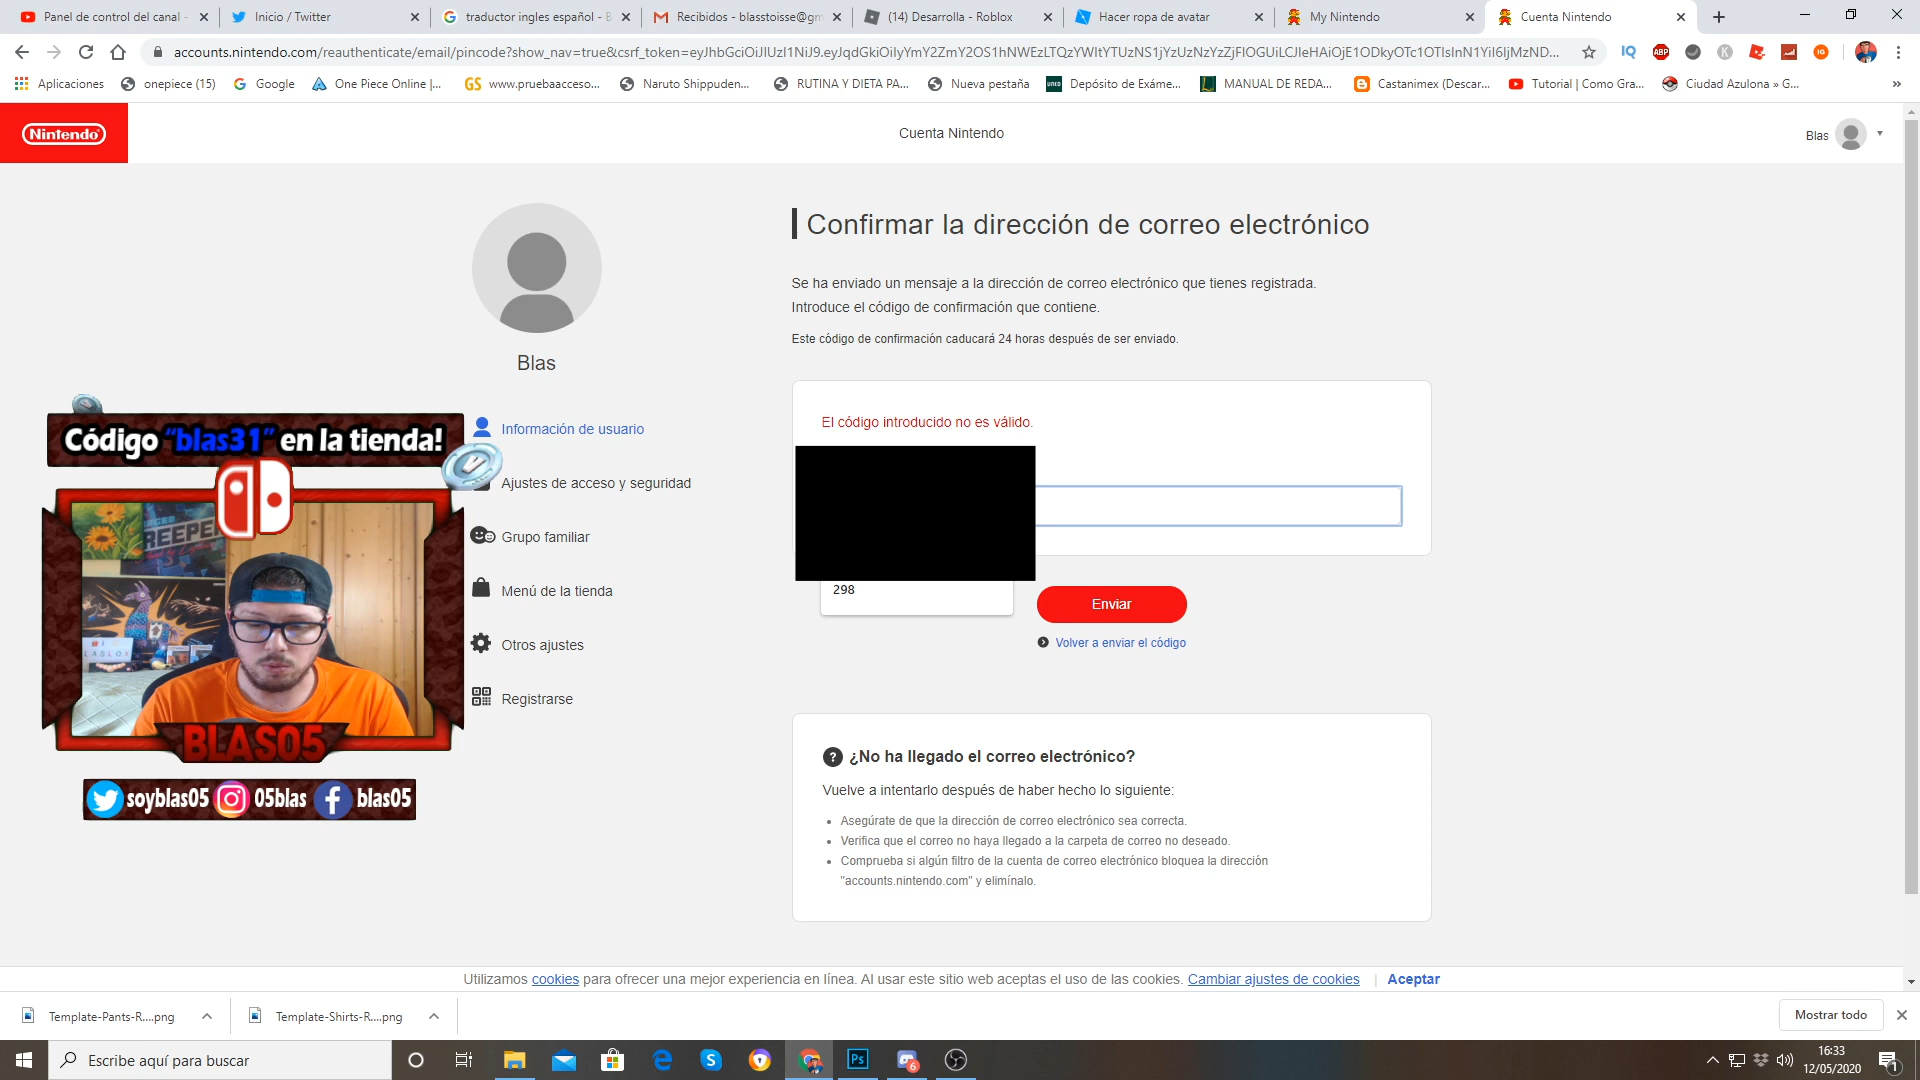 Panel de control del canal -
Inicio / Twitter
traductor ingles español - B
Recibidos - blasstoisse@gm
(14) Desarrolla - Roblox
Hacer ropa de avatar
My Nintendo
Cuenta Nintendo
Aplicaciones
onepiece (15)
Google
One Piece Online |...
www.pruebaacceso...
Naruto Shippuden...
RUTINA Y DIETA PA...
Nueva pestaña
Depósito de Exáme...
MANUAL DE REDA...
Castanimex (Descar...
Tutorial | Como Gra...
Ciudad Azulona » G...
Nintendo
Cuenta Nintendo
Blas
Confirmar la dirección de correo electrónico
Se ha enviado un mensaje a la dirección de correo electrónico que tienes registrada.
Introduce el código de confirmación que contiene.
Este código de confirmación caducará 24 horas después de ser enviado.
Blas
Información de usuario
Ajustes de acceso y seguridad
Grupo familiar
Menú de la tienda
Otros ajustes
Registrarse
Código "blas31" en la tienda!
REEPER
BLAS05
soyblas05
05blas
blas05
El código introducido no es válido.
298
Enviar
Volver a enviar el código
¿No ha llegado el correo electrónico?
Vuelve a intentarlo después de haber hecho lo siguiente:
Asegúrate de que la dirección de correo electrónico sea correcta.
Verifica que el correo no haya llegado a la carpeta de correo no deseado.
Comprueba si algún filtro de la cuenta de correo electrónico bloquea la dirección
"accounts.nintendo.com" y elimínalo.
Utilizamos cookies para ofrecer una mejor experiencia en línea. Al usar este sitio web aceptas el uso de las cookies. Cambiar ajustes de cookies | Aceptar
Template-Pants-R....png
Template-Shirts-R....png
Mostrar todo
Escribe aquí para buscar
16:33
12/05/2020